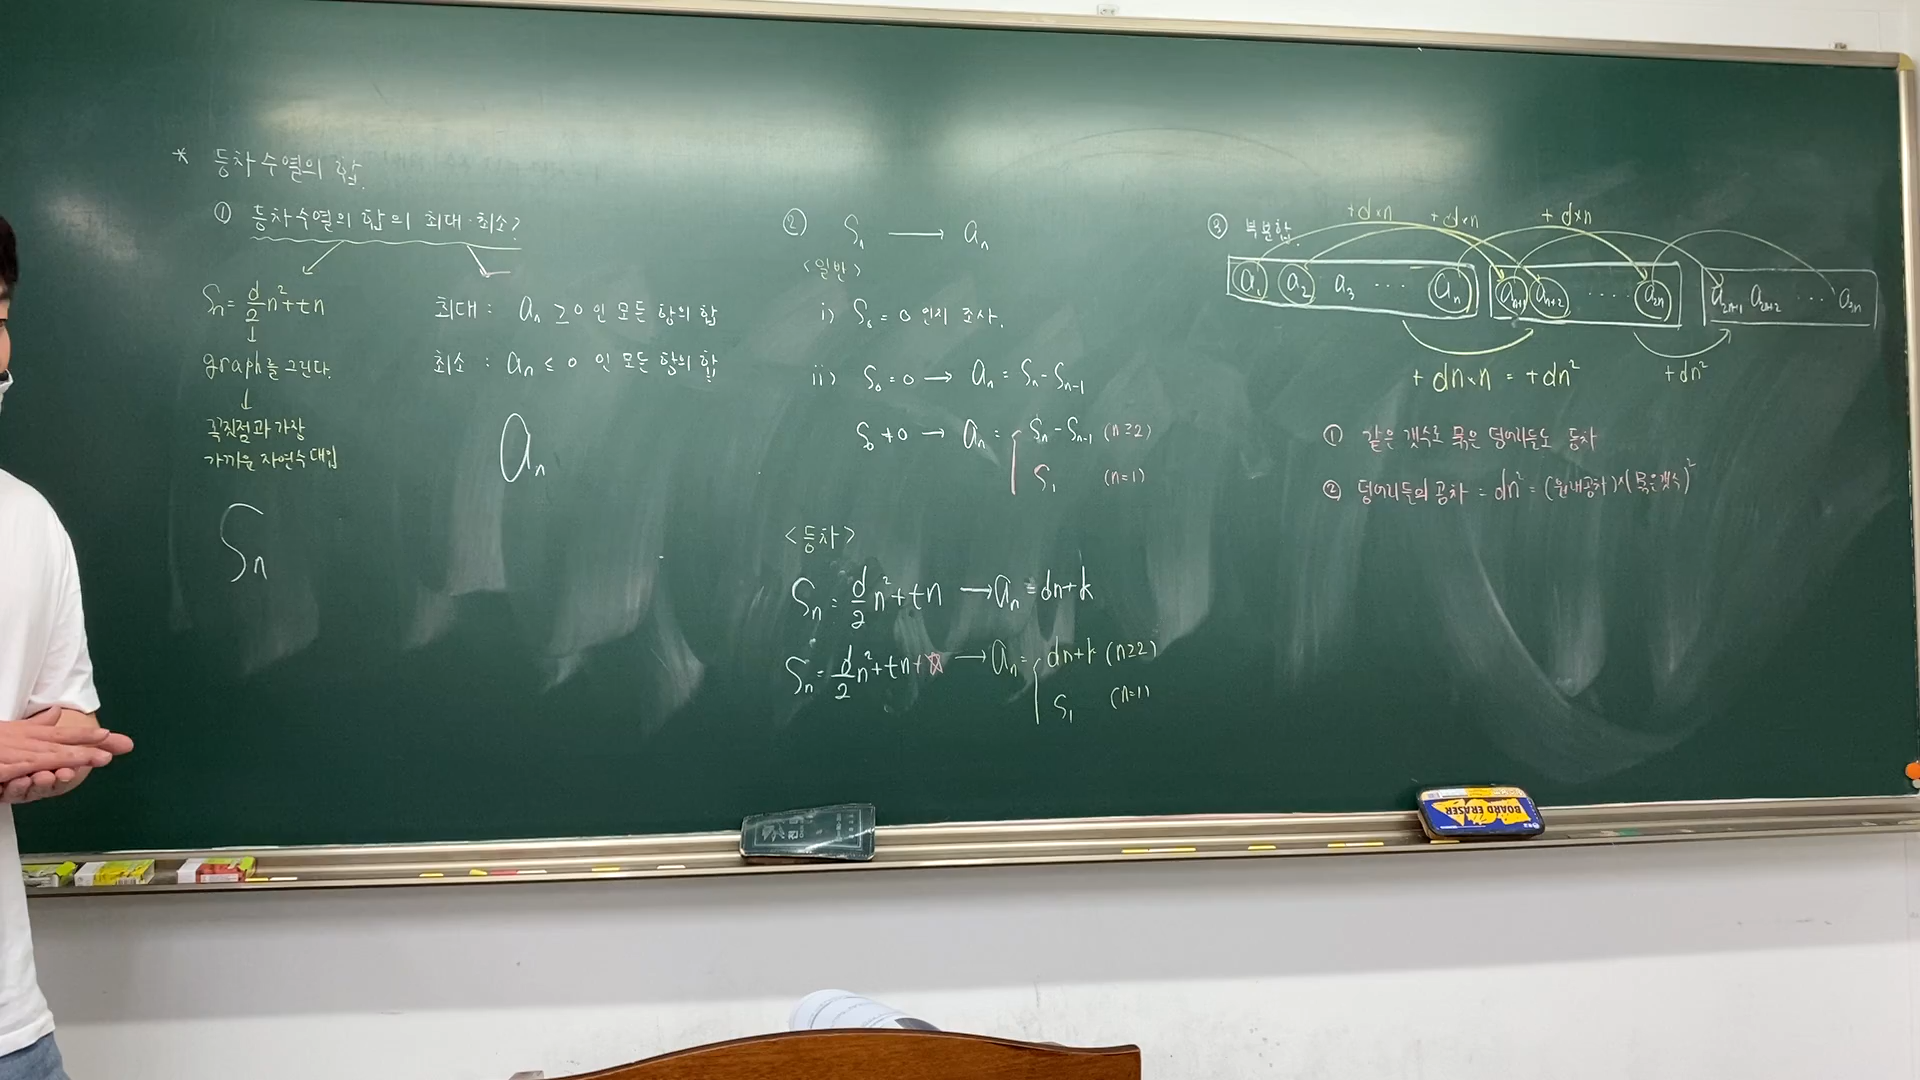 * 등차수열의 합.
① 등차수열의 합의 최대·최소?
Sn = d/2 n² + tn
↓
graph를 그린다.
↓
꼭짓점과 가장
가까운 자연수 대입
Sn
최대 : an ≥ 0 인 모든 항의 합
최소 : an ≤ 0 인 모든 항의 합
an
② Sn → an
<일반>
i) S₀ = 0 인지 조사.
ii) S₀ = 0 → an = Sn - Sn-1
S₀ ≠ 0 → an = { Sn - Sn-1 (n≥2)
S₁ (n=1)
<등차>
Sn = d/2 n² + tn → an = dn+k
Sn = d/2 n² + tn + ☆ → an = { dn+k (n≥2)
S₁ (n=1)
③ 부분합.
+d×n +d×n +d×n
a₁ a₂ a₃ ⋯ an an+1 an+2 ⋯ a2n a2n+1 a2n+2 ⋯ a3n
+ dn×n = +dn² +dn²
① 같은 갯수로 묶은 덩어리들도 등차
② 덩어리들의 공차 = dn² = (원래공차)×(묶은갯수)²
BOARD ERASER